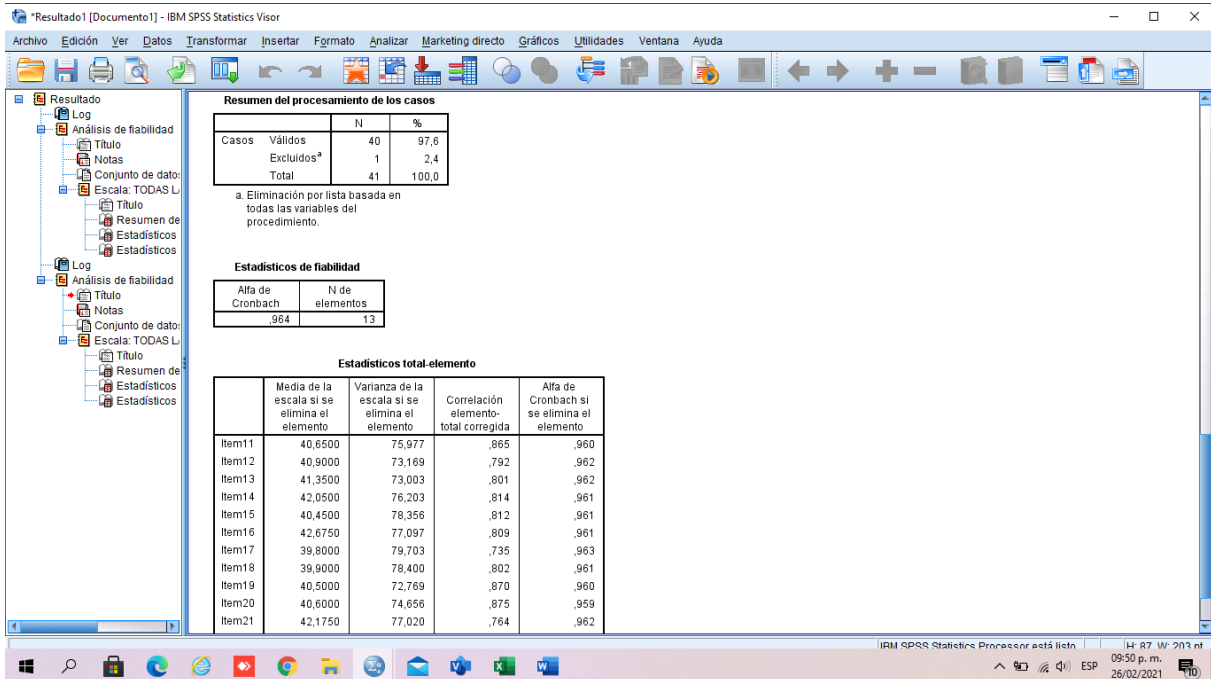 *Resultado1 [Documento1] - IBM SPSS Statistics Visor
Archivo Edición Ver Datos Transformar Insertar Formato Analizar Marketing directo Gráficos Utilidades Ventana Ayuda
Resultado
Log
Análisis de fiabilidad
Título
Notas
Conjunto de datos
Escala: TODAS L
Título
Resumen de
Estadísticos
Estadísticos
Log
Análisis de fiabilidad
Título
Notas
Conjunto de datos
Escala: TODAS L
Título
Resumen de
Estadísticos
Estadísticos
Resumen del procesamiento de los casos
N %
Casos Válidos 40 97,6
Excluidosª 1 2,4
Total 41 100,0
a. Eliminación por lista basada en
todas las variables del
procedimiento.
Estadísticos de fiabilidad
Alfa de N de
Cronbach elementos
,964 13
Estadísticos total-elemento
Media de la Varianza de la Alfa de
escala si se escala si se Correlación Cronbach si
elimina el elimina el elemento- se elimina el
elemento elemento total corregida elemento
Item11 40,6500 75,977 ,865 ,960
Item12 40,9000 73,169 ,792 ,962
Item13 41,3500 73,003 ,801 ,962
Item14 42,0500 76,203 ,814 ,961
Item15 40,4500 78,356 ,812 ,961
Item16 42,6750 77,097 ,809 ,961
Item17 39,8000 79,703 ,735 ,963
Item18 39,9000 78,400 ,802 ,961
Item19 40,5000 72,769 ,870 ,960
Item20 40,6000 74,656 ,875 ,959
Item21 42,1750 77,020 ,764 ,962
IBM SPSS Statistics Processor está listo H: 87, W: 203 pt
ESP 09:50 p. m.
26/02/2021
10